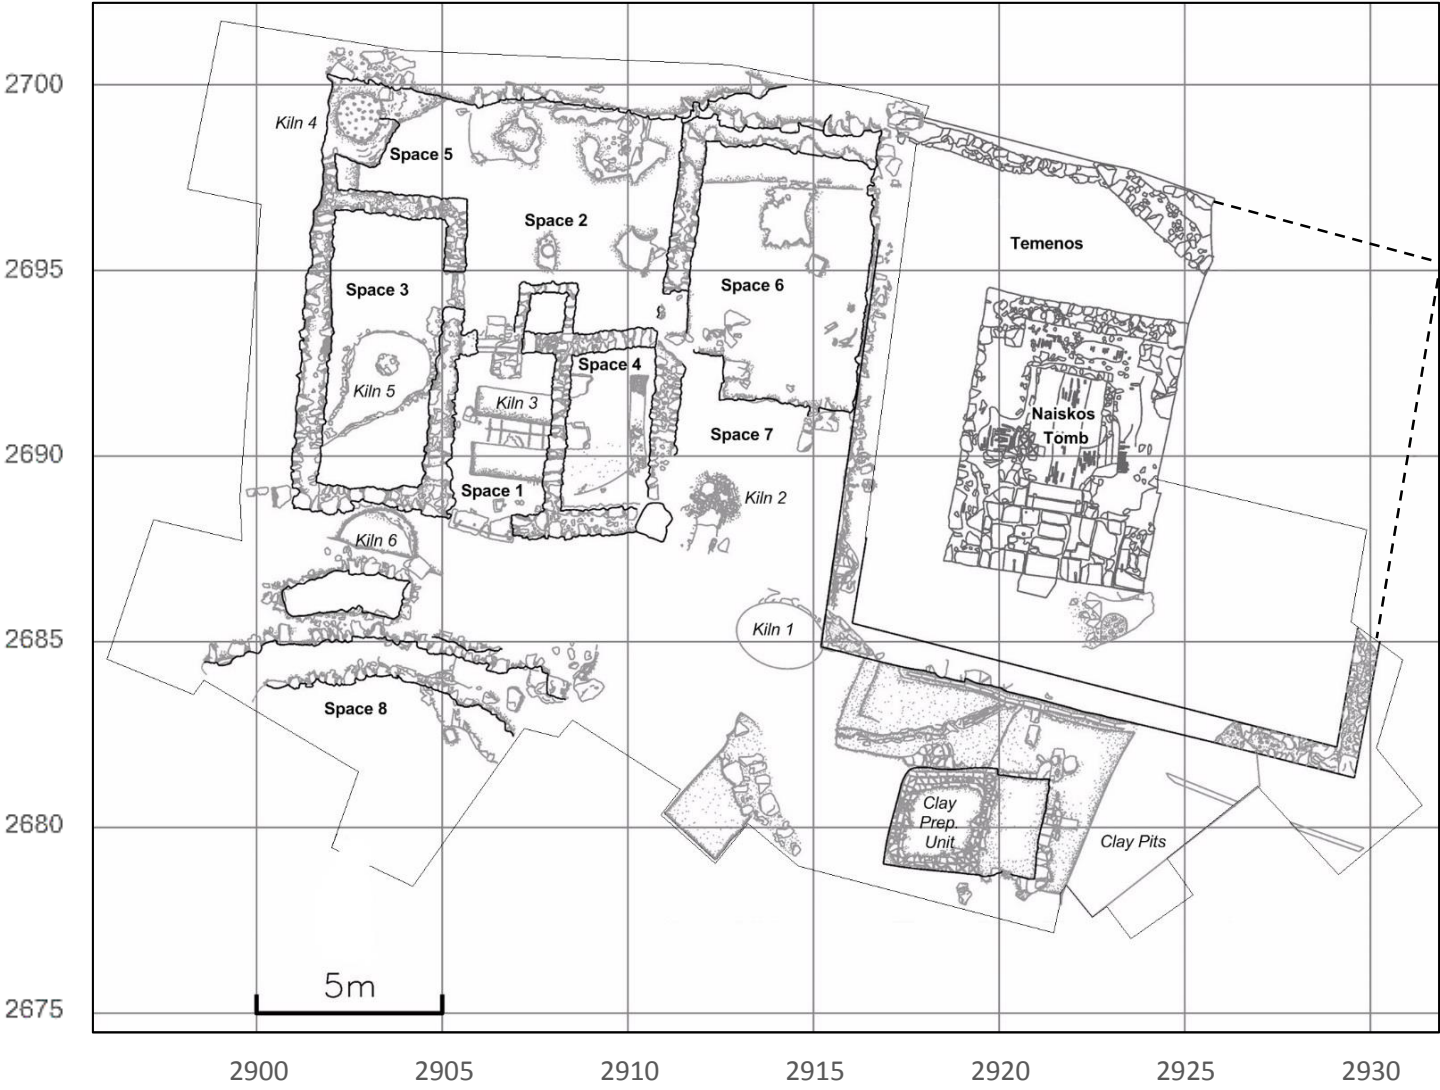 2700
Kiln 4
Space 5
Space 2
Temenos
2695
Space 3
Space 6
Space 4
Kiln 5
Kiln 3
Naiskos
Tomb
Space 7
2690
Space 1
Kiln 2
Kiln 6
2685
Kiln 1
Space 8
2680
Clay
Prep.
Unit
Clay Pits
5m
2675
2900 2905 2910 2915 2920 2925 2930